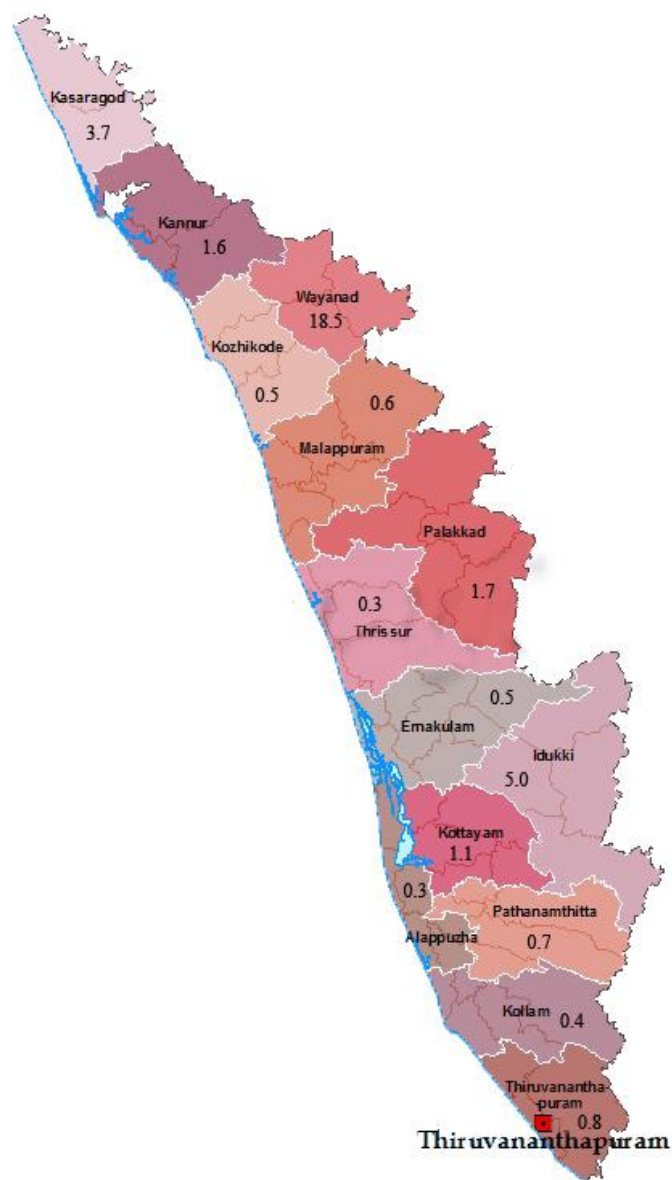 Kasaragod
3.7
Kannur
1.6
Wayanad
18.5
Kozhikode
0.5
0.6
Malappuram
Palakkad
1.7
0.3
Thrissur
0.5
Ernakulam
Idukki
5.0
Kottayam
1.1
0.3
Pathanamthitta
Alappuzha
0.7
Kollam
0.4
Thiruvanantha-
-puram
0.8
Thiruvananthapuram